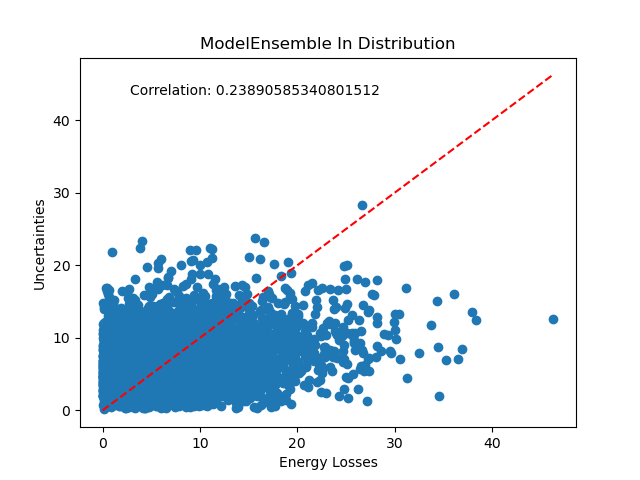 ModelEnsemble In Distribution
Correlation: 0.23890585340801512
Uncertainties
40
30
20
10
0
0 10 20 30 40
Energy Losses